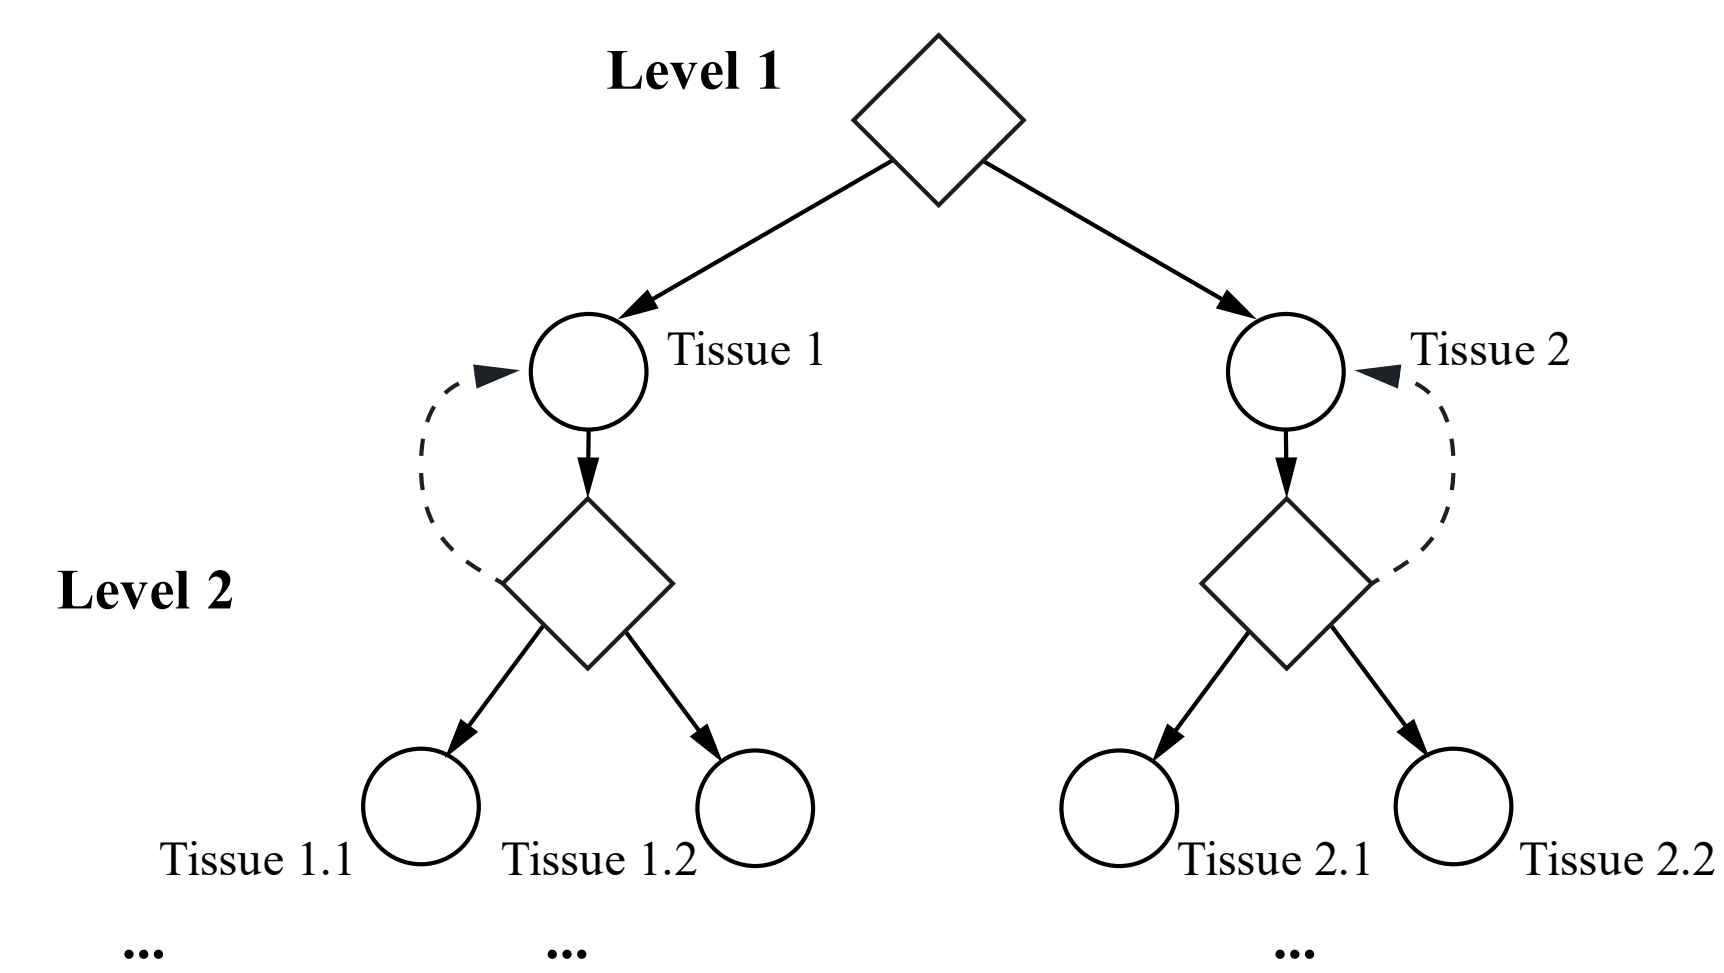 Level 1
Tissue 1
Tissue 2
Level 2
Tissue 1.1
Tissue 1.2
Tissue 2.1
Tissue 2.2
...
...
...